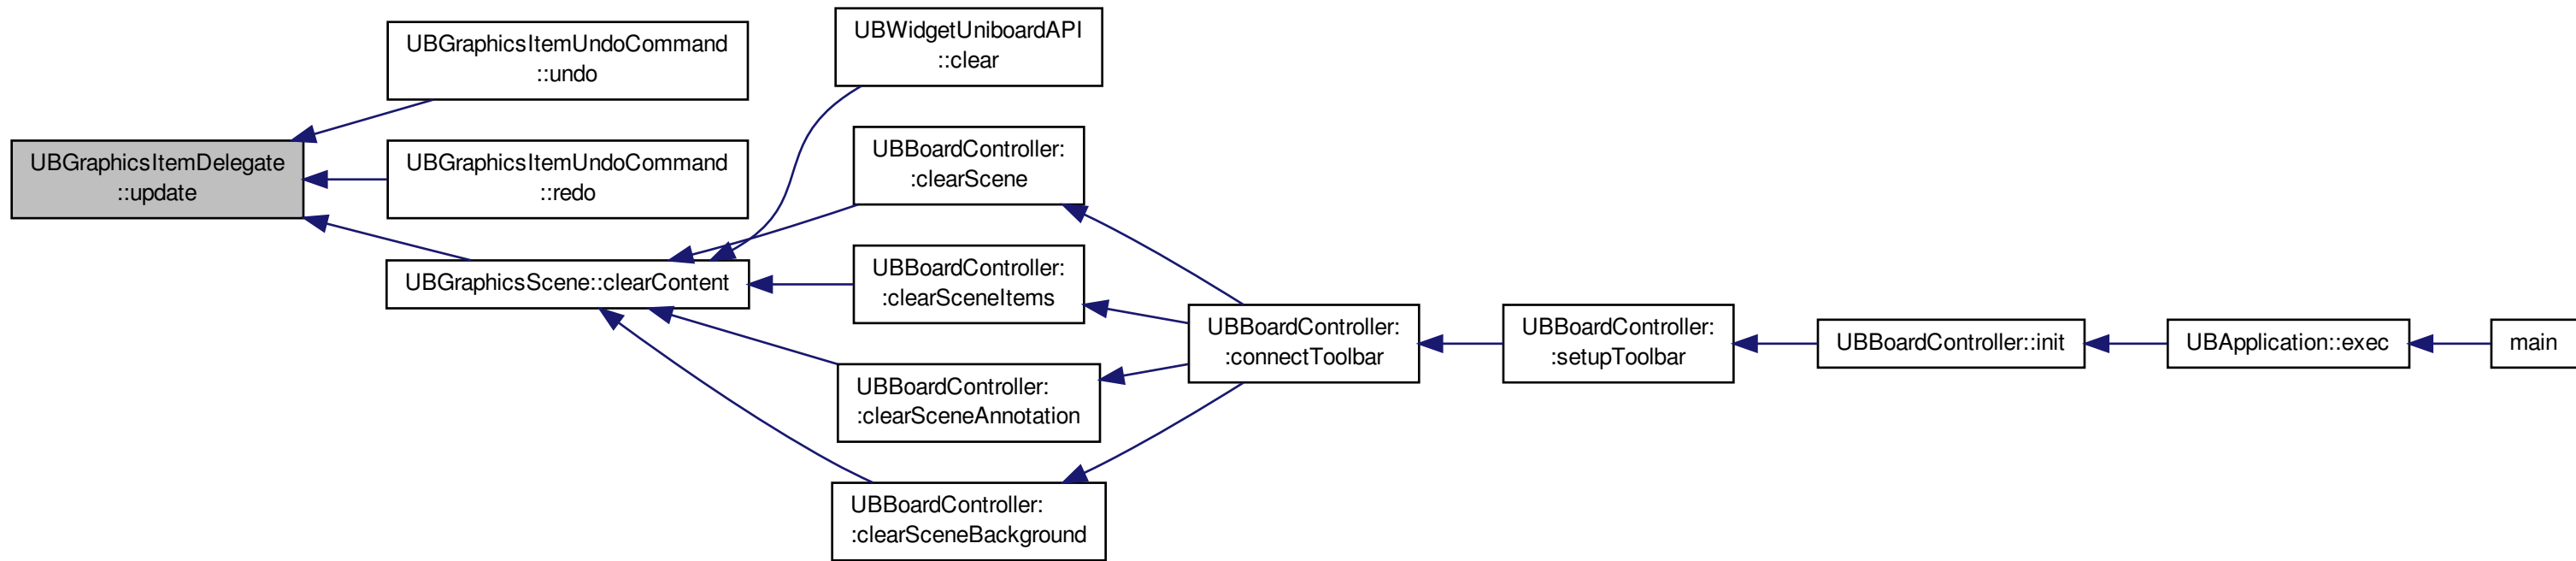 UBGraphicsItemDelegate
::update
UBGraphicsItemUndoCommand
::undo
UBGraphicsItemUndoCommand
::redo
UBGraphicsScene::clearContent
UBWidgetUniboardAPI
::clear
UBBoardController:
:clearScene
UBBoardController:
:clearSceneItems
UBBoardController:
:clearSceneAnnotation
UBBoardController:
:clearSceneBackground
UBBoardController:
:connectToolbar
UBBoardController:
:setupToolbar
UBBoardController::init
UBApplication::exec
main